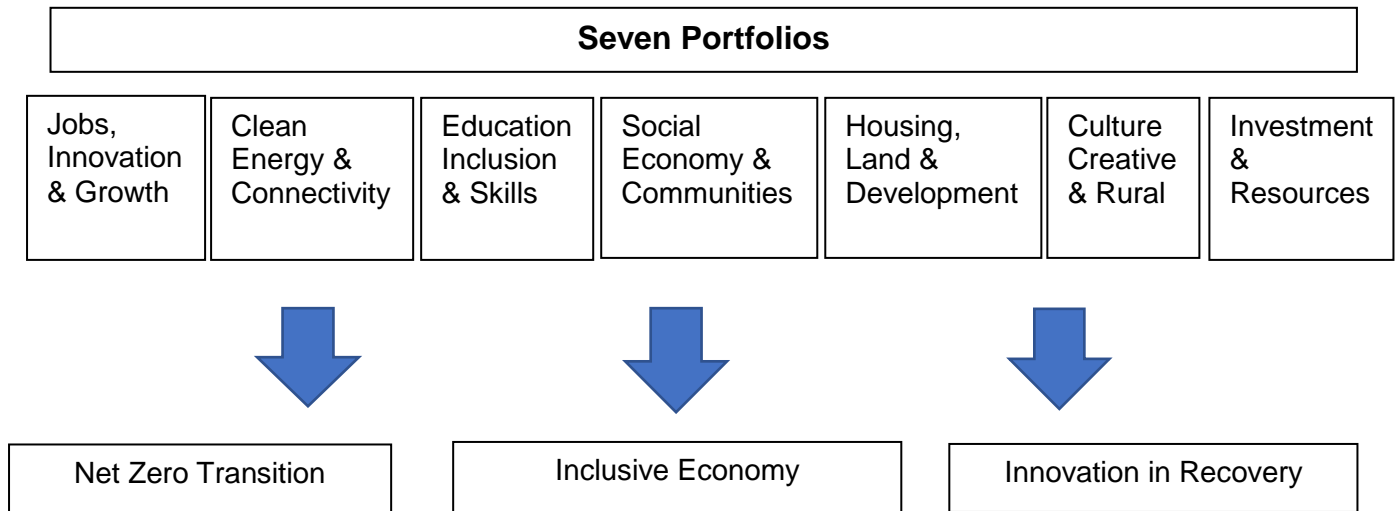 Seven Portfolios
Jobs,
Innovation
& Growth
Clean
Energy &
Connectivity
Education
Inclusion
& Skills
Social
Economy &
Communities
Housing,
Land &
Development
Culture
Creative
& Rural
Investment
&
Resources
Net Zero Transition
Inclusive Economy
Innovation in Recovery